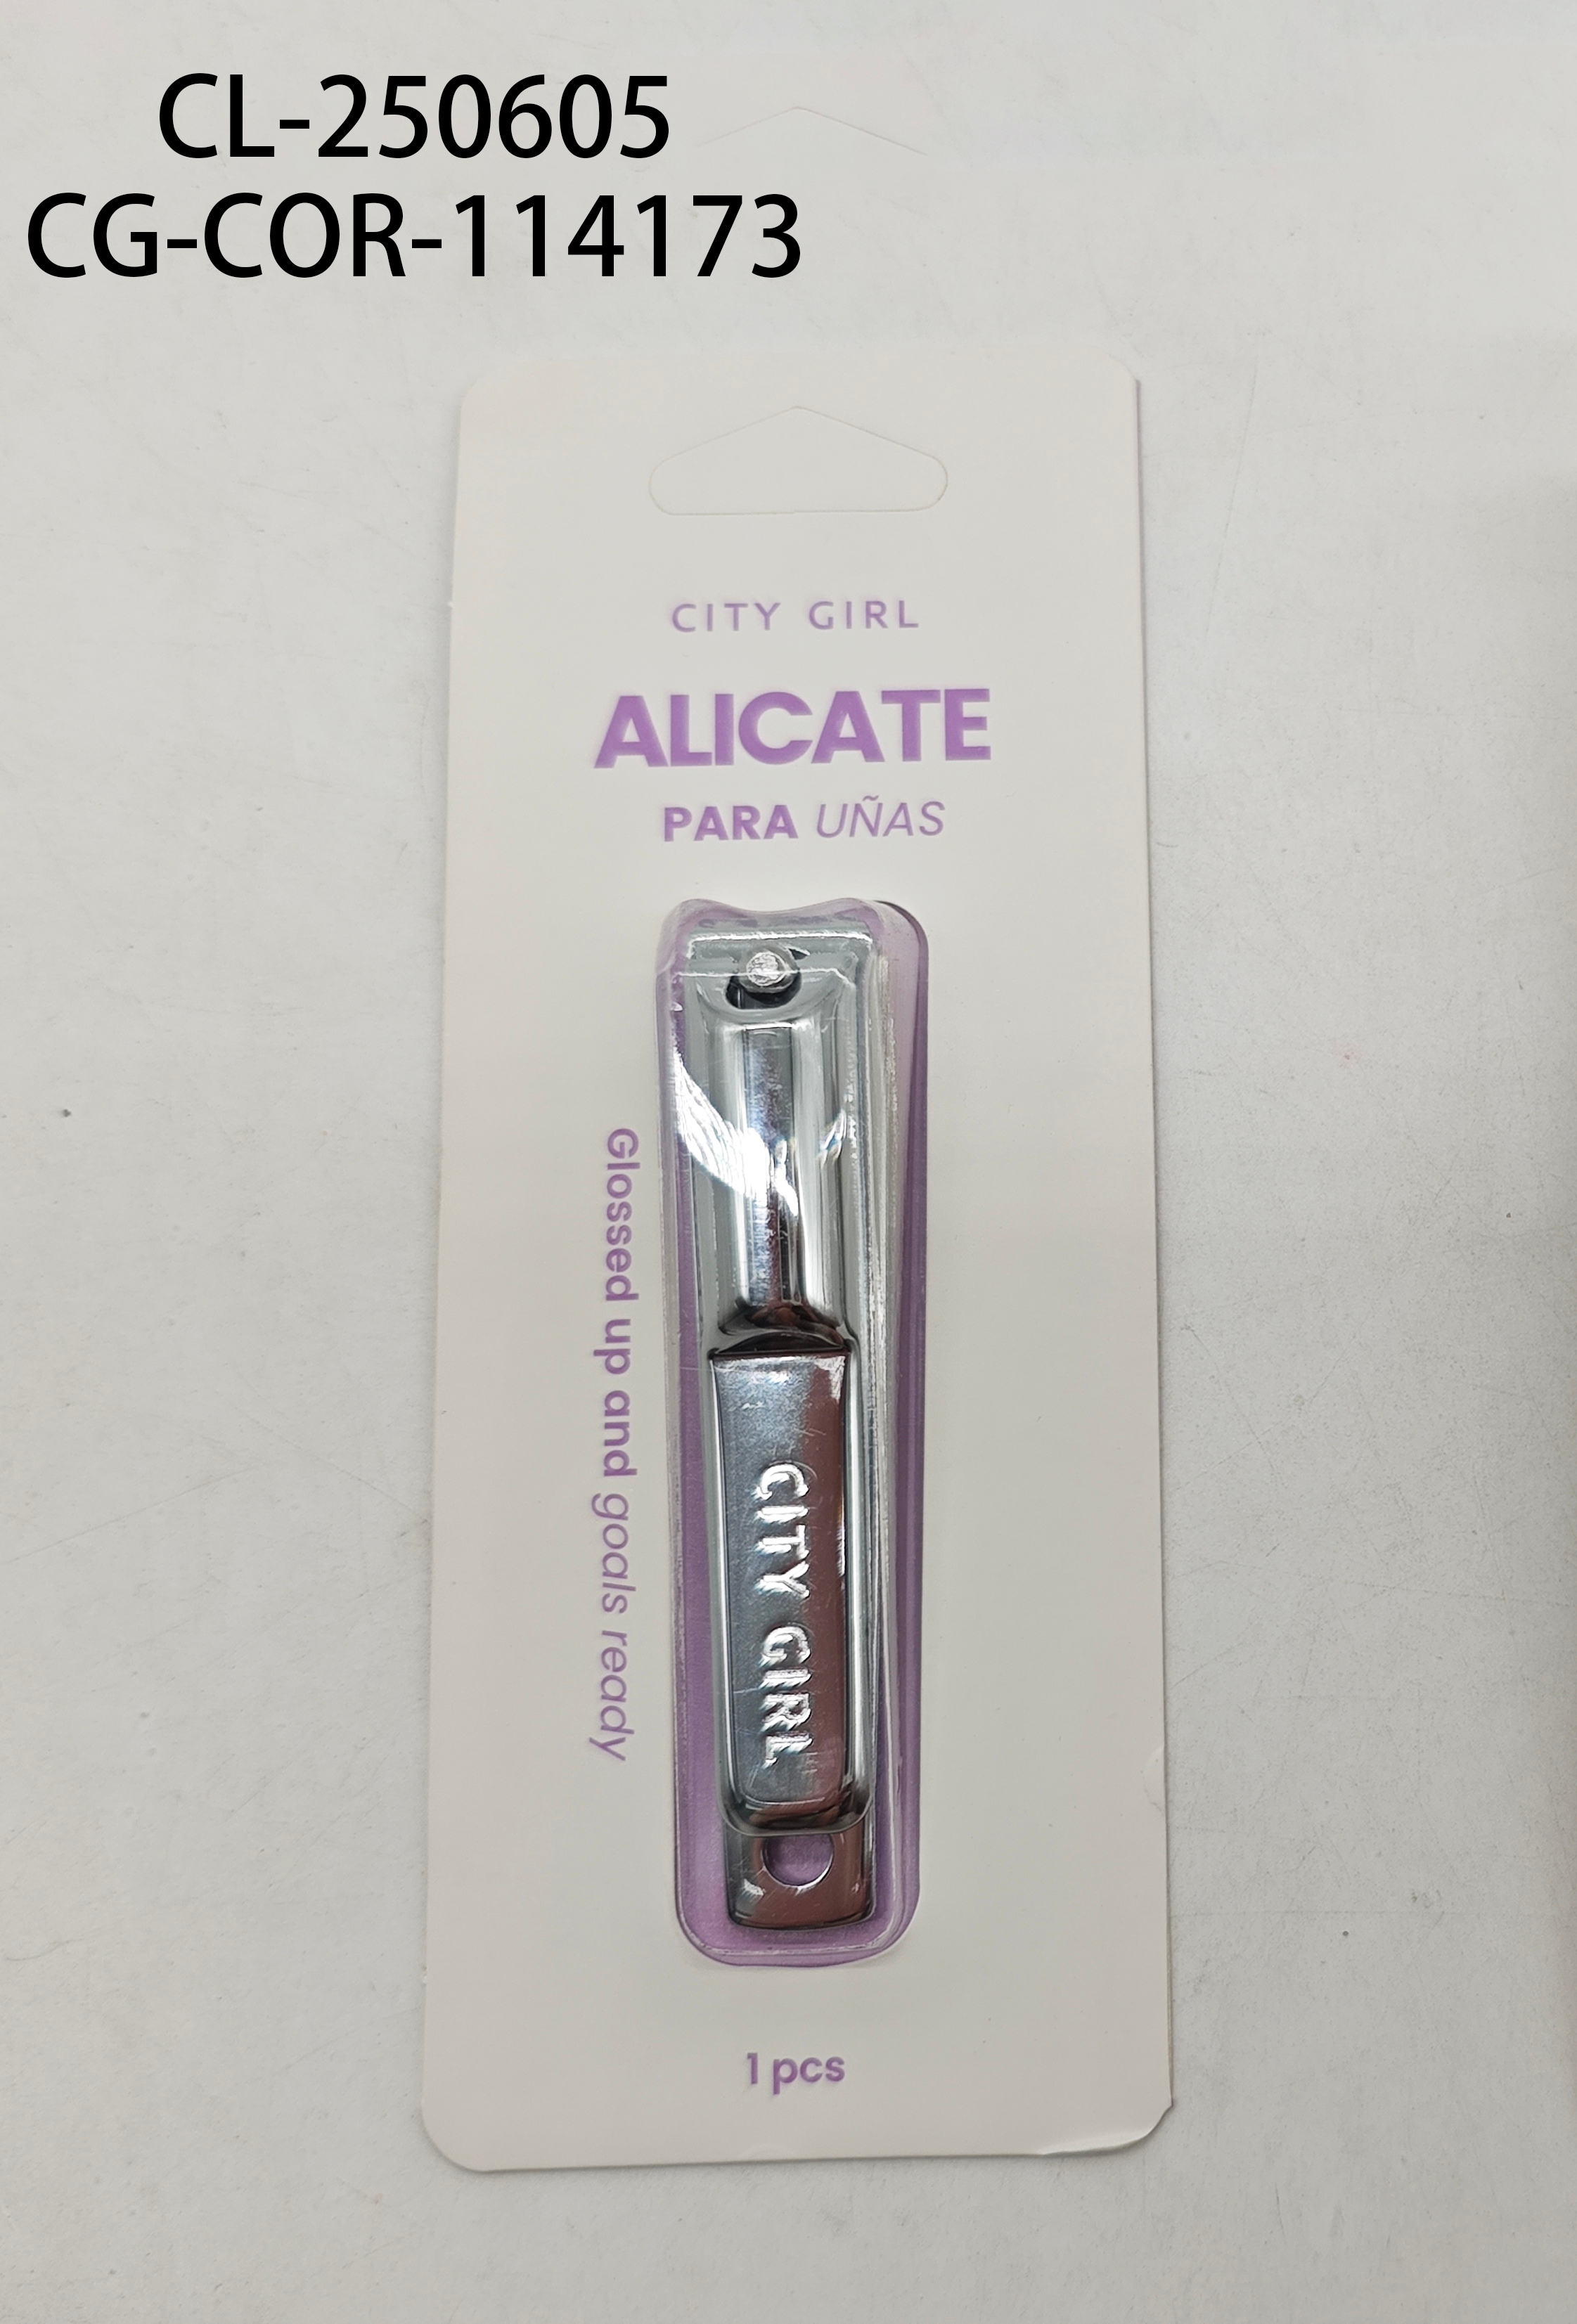 CL-250605
CG-COR-114173
CITY GIRL
ALICATE
PARA UÑAS
Glossed up and goals ready
CITY GIRL
1 pcs